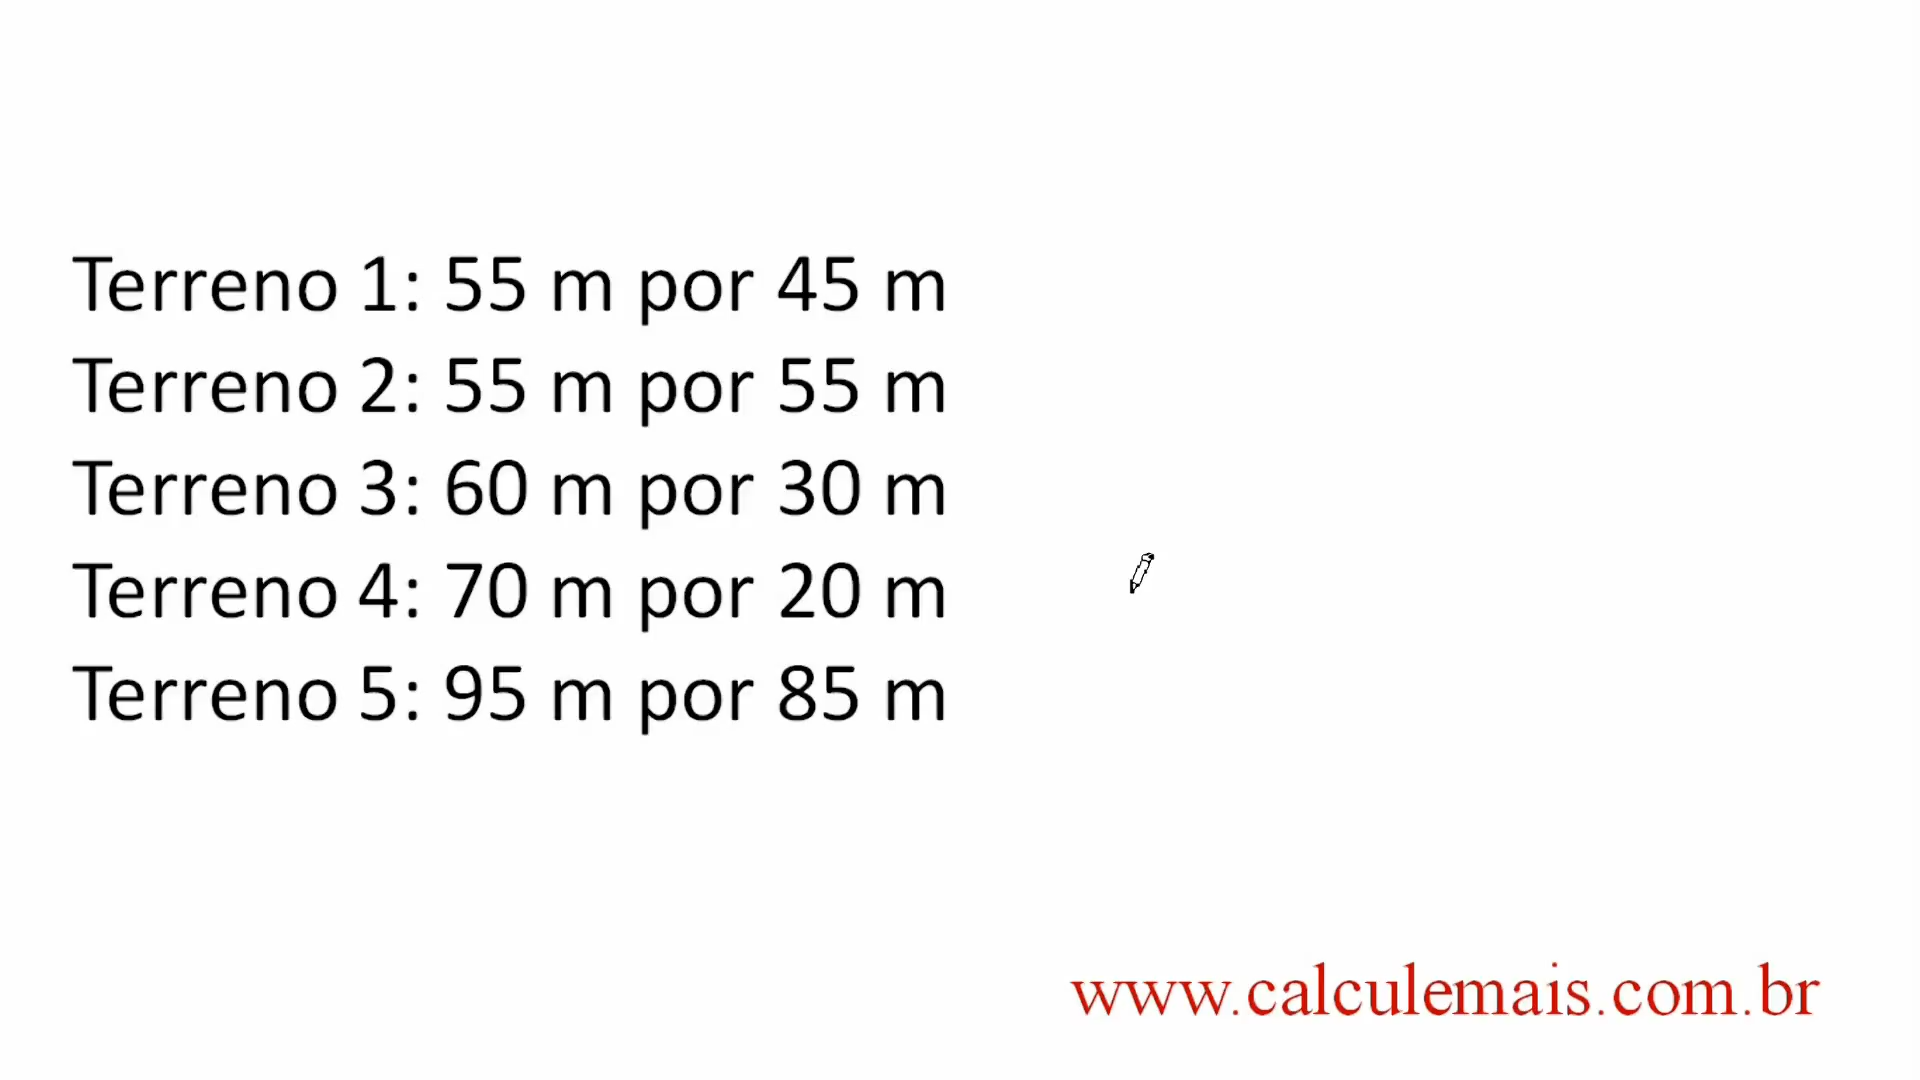 Terreno 1: 55 m por 45 m
Terreno 2: 55 m por 55 m
Terreno 3: 60 m por 30 m
Terreno 4: 70 m por 20 m
Terreno 5: 95 m por 85 m
www.calculemais.com.br